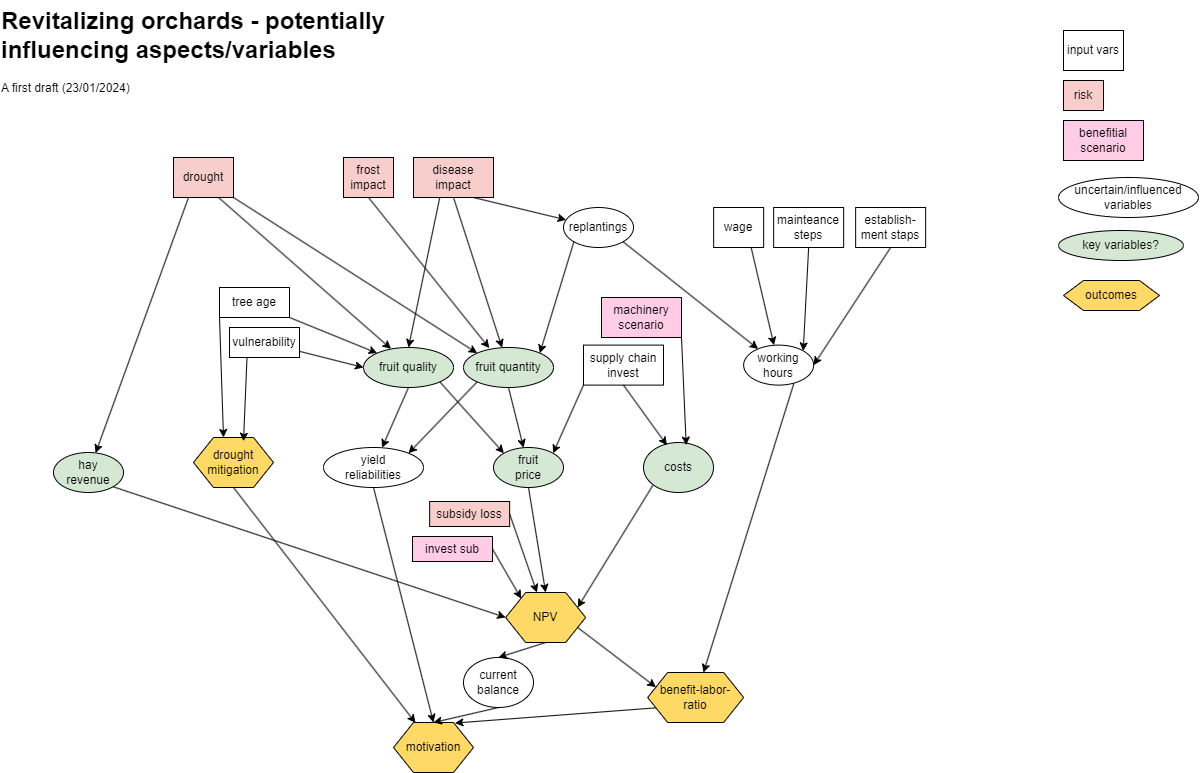 Revitalizing orchards - potentially
influencing aspects/variables
A first draft (23/01/2024)
input vars
risk
benefitial
scenario
uncertain/influenced
variables
key variables?
outcomes
drought
frost
impact
disease
impact
replantings
wage
mainteance
steps
establish-
ment staps
tree age
vulnerability
machinery
scenario
supply chain
invest
fruit quality
fruit quantity
working
hours
hay
revenue
drought
mitigation
yield
reliabilities
fruit
price
costs
subsidy loss
invest sub
NPV
current
balance
benefit-labor-
ratio
motivation